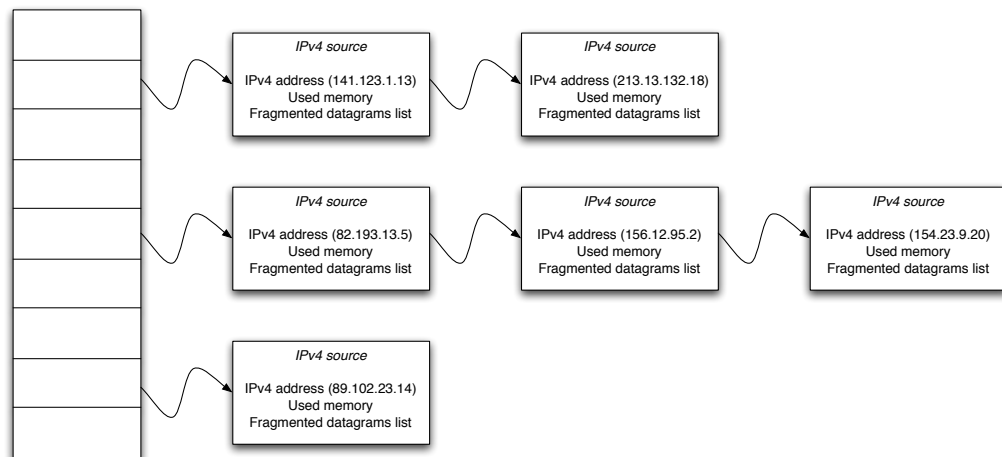 IPv4 source
IPv4 address (141.123.1.13)
Used memory
Fragmented datagrams list
IPv4 source
IPv4 address (213.13.132.18)
Used memory
Fragmented datagrams list
IPv4 source
IPv4 address (82.193.13.5)
Used memory
Fragmented datagrams list
IPv4 source
IPv4 address (156.12.95.2)
Used memory
Fragmented datagrams list
IPv4 source
IPv4 address (154.23.9.20)
Used memory
Fragmented datagrams list
IPv4 source
IPv4 address (89.102.23.14)
Used memory
Fragmented datagrams list